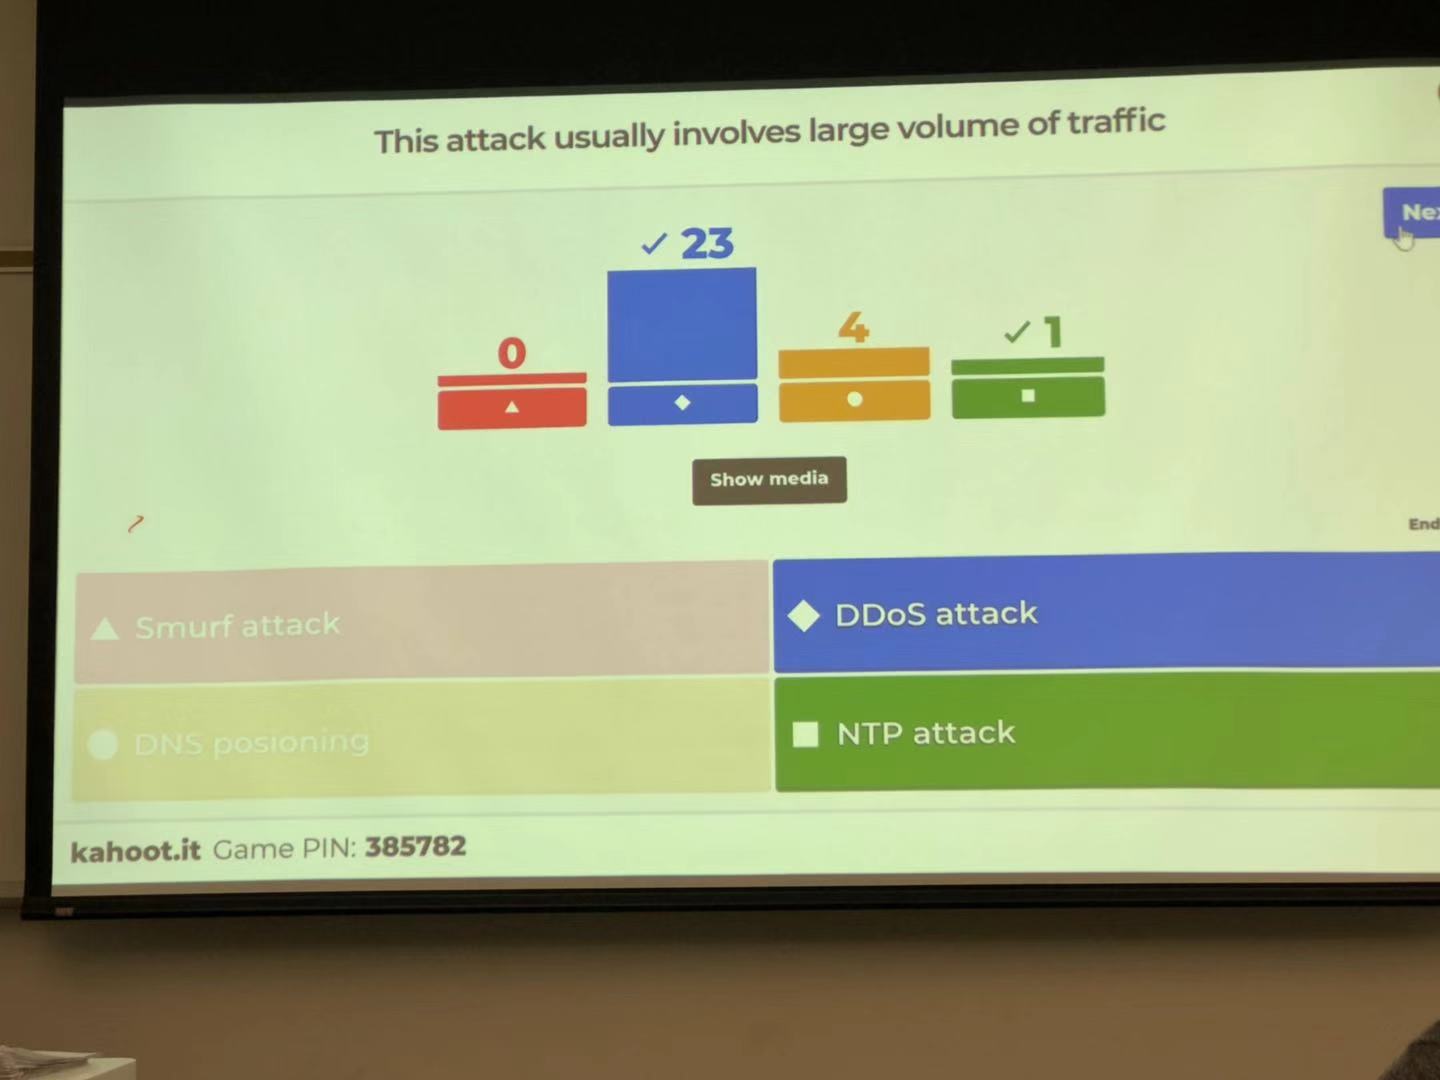 This attack usually involves large volume of traffic
0
23
4
1
Show media
End
Smurf attack
DDoS attack
DNS posioning
NTP attack
kahoot.it Game PIN: 385782